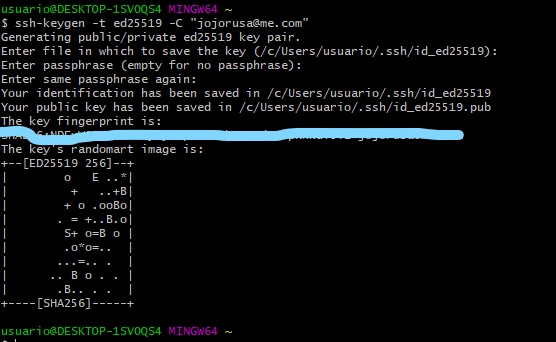 usuario@DESKTOP-1SVOQS4 MINGW64 ~
$ ssh-keygen -t ed25519 -C "jojorusa@me.com"
Generating public/private ed25519 key pair.
Enter file in which to save the key (/c/Users/usuario/.ssh/id_ed25519):
Enter passphrase (empty for no passphrase):
Enter same passphrase again:
Your identification has been saved in /c/Users/usuario/.ssh/id_ed25519
Your public key has been saved in /c/Users/usuario/.ssh/id_ed25519.pub
The key fingerprint is:
The key's randomart image is:
+--[ED25519 256]--+
|        o   E ..*|
|         +   ..+B|
|        + o .ooBo|
|       . = +..B.o|
|        S+ o=B o |
|        .o*o=..  |
|       ...=.. .  |
|      .. B o . . |
|       .B.. . .  |
+----[SHA256]-----+
usuario@DESKTOP-1SVOQS4 MINGW64 ~